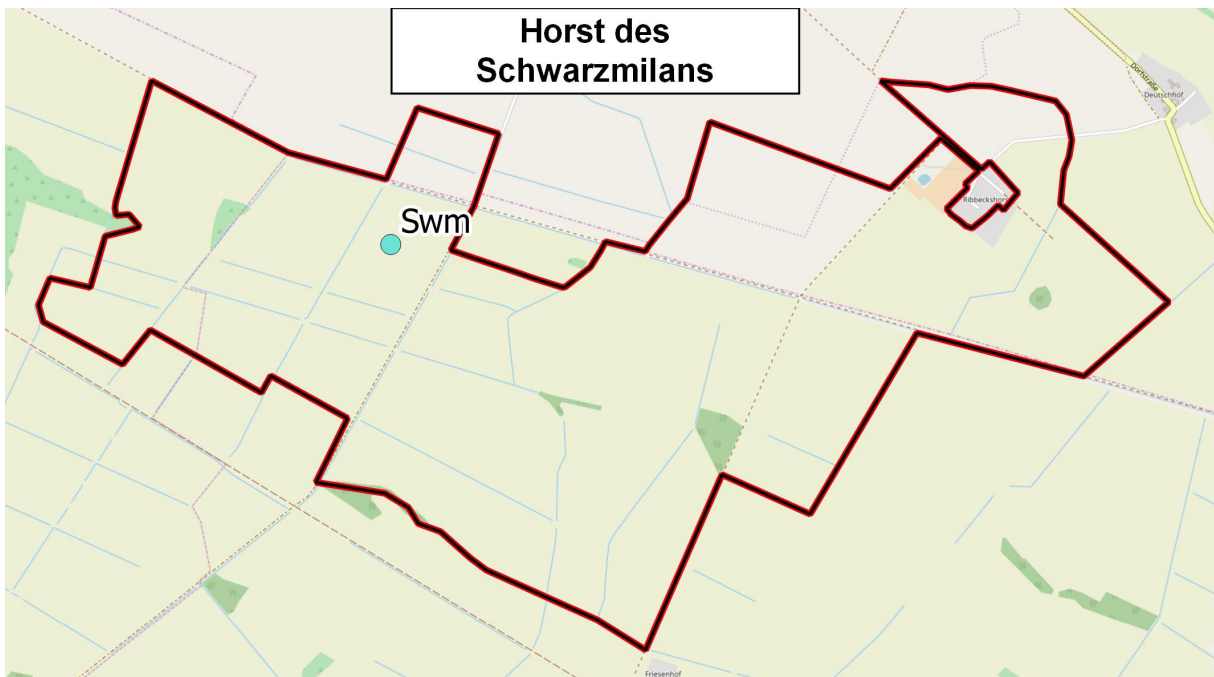 Horst des
Schwarzmilans
Dorfstraße
Deutschhof
Ribbeckshorst
Swm
Friesenhof